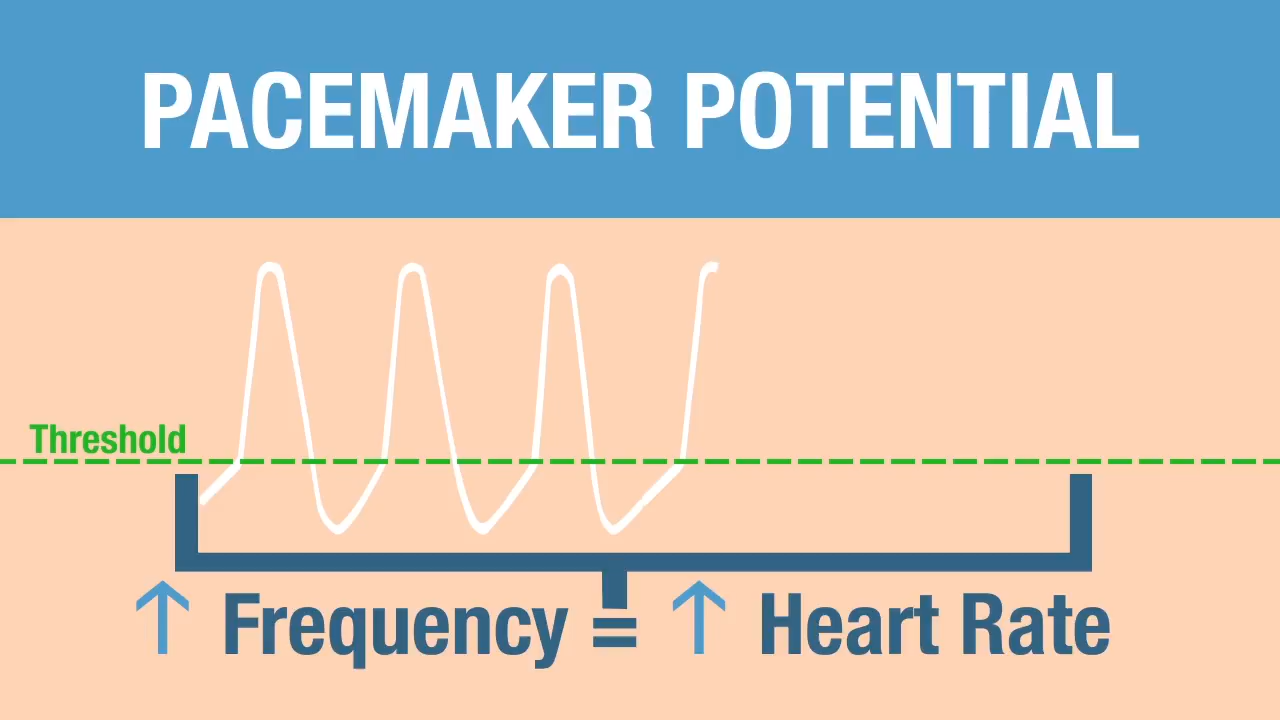 PACEMAKER POTENTIAL
Threshold
↑ Frequency = ↑ Heart Rate